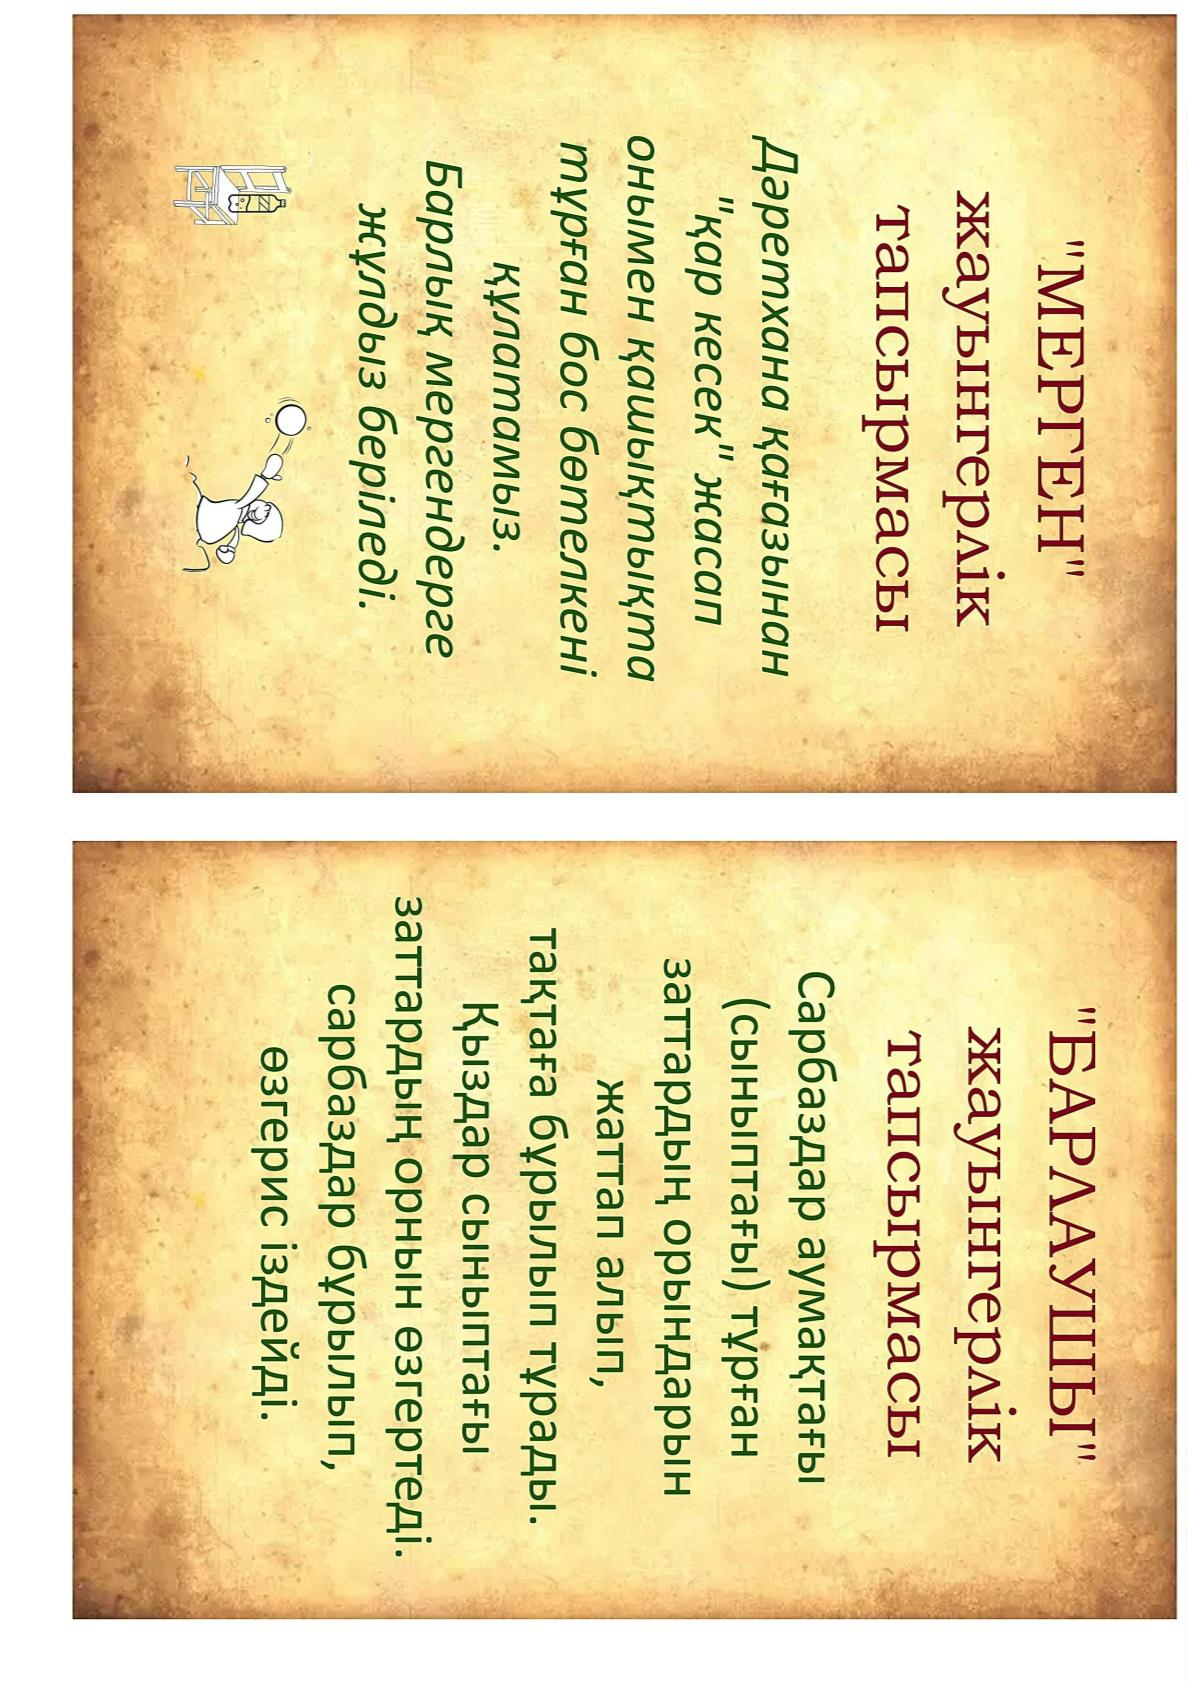 "МЕРГЕН"
жауынгерлік
тапсырмасы
Дәретхана қағазынан
"қар кесек" жасап
онымен қашықтықта
тұрған бос бөтелкені
құлатамыз.
Барлық мергендерге
жұлдыз беріледі.
"БАРЛАУШЫ"
жауынгерлік
тапсырмасы
Сарбаздар аумақтағы
(сыныптағы) тұрған
заттардың орындарын
жаттап алып,
тақтаға бұрылып тұрады.
Қыздар сыныптағы
заттардың орнын өзгертеді.
сарбаздар бұрылып,
өзгерис іздейді.